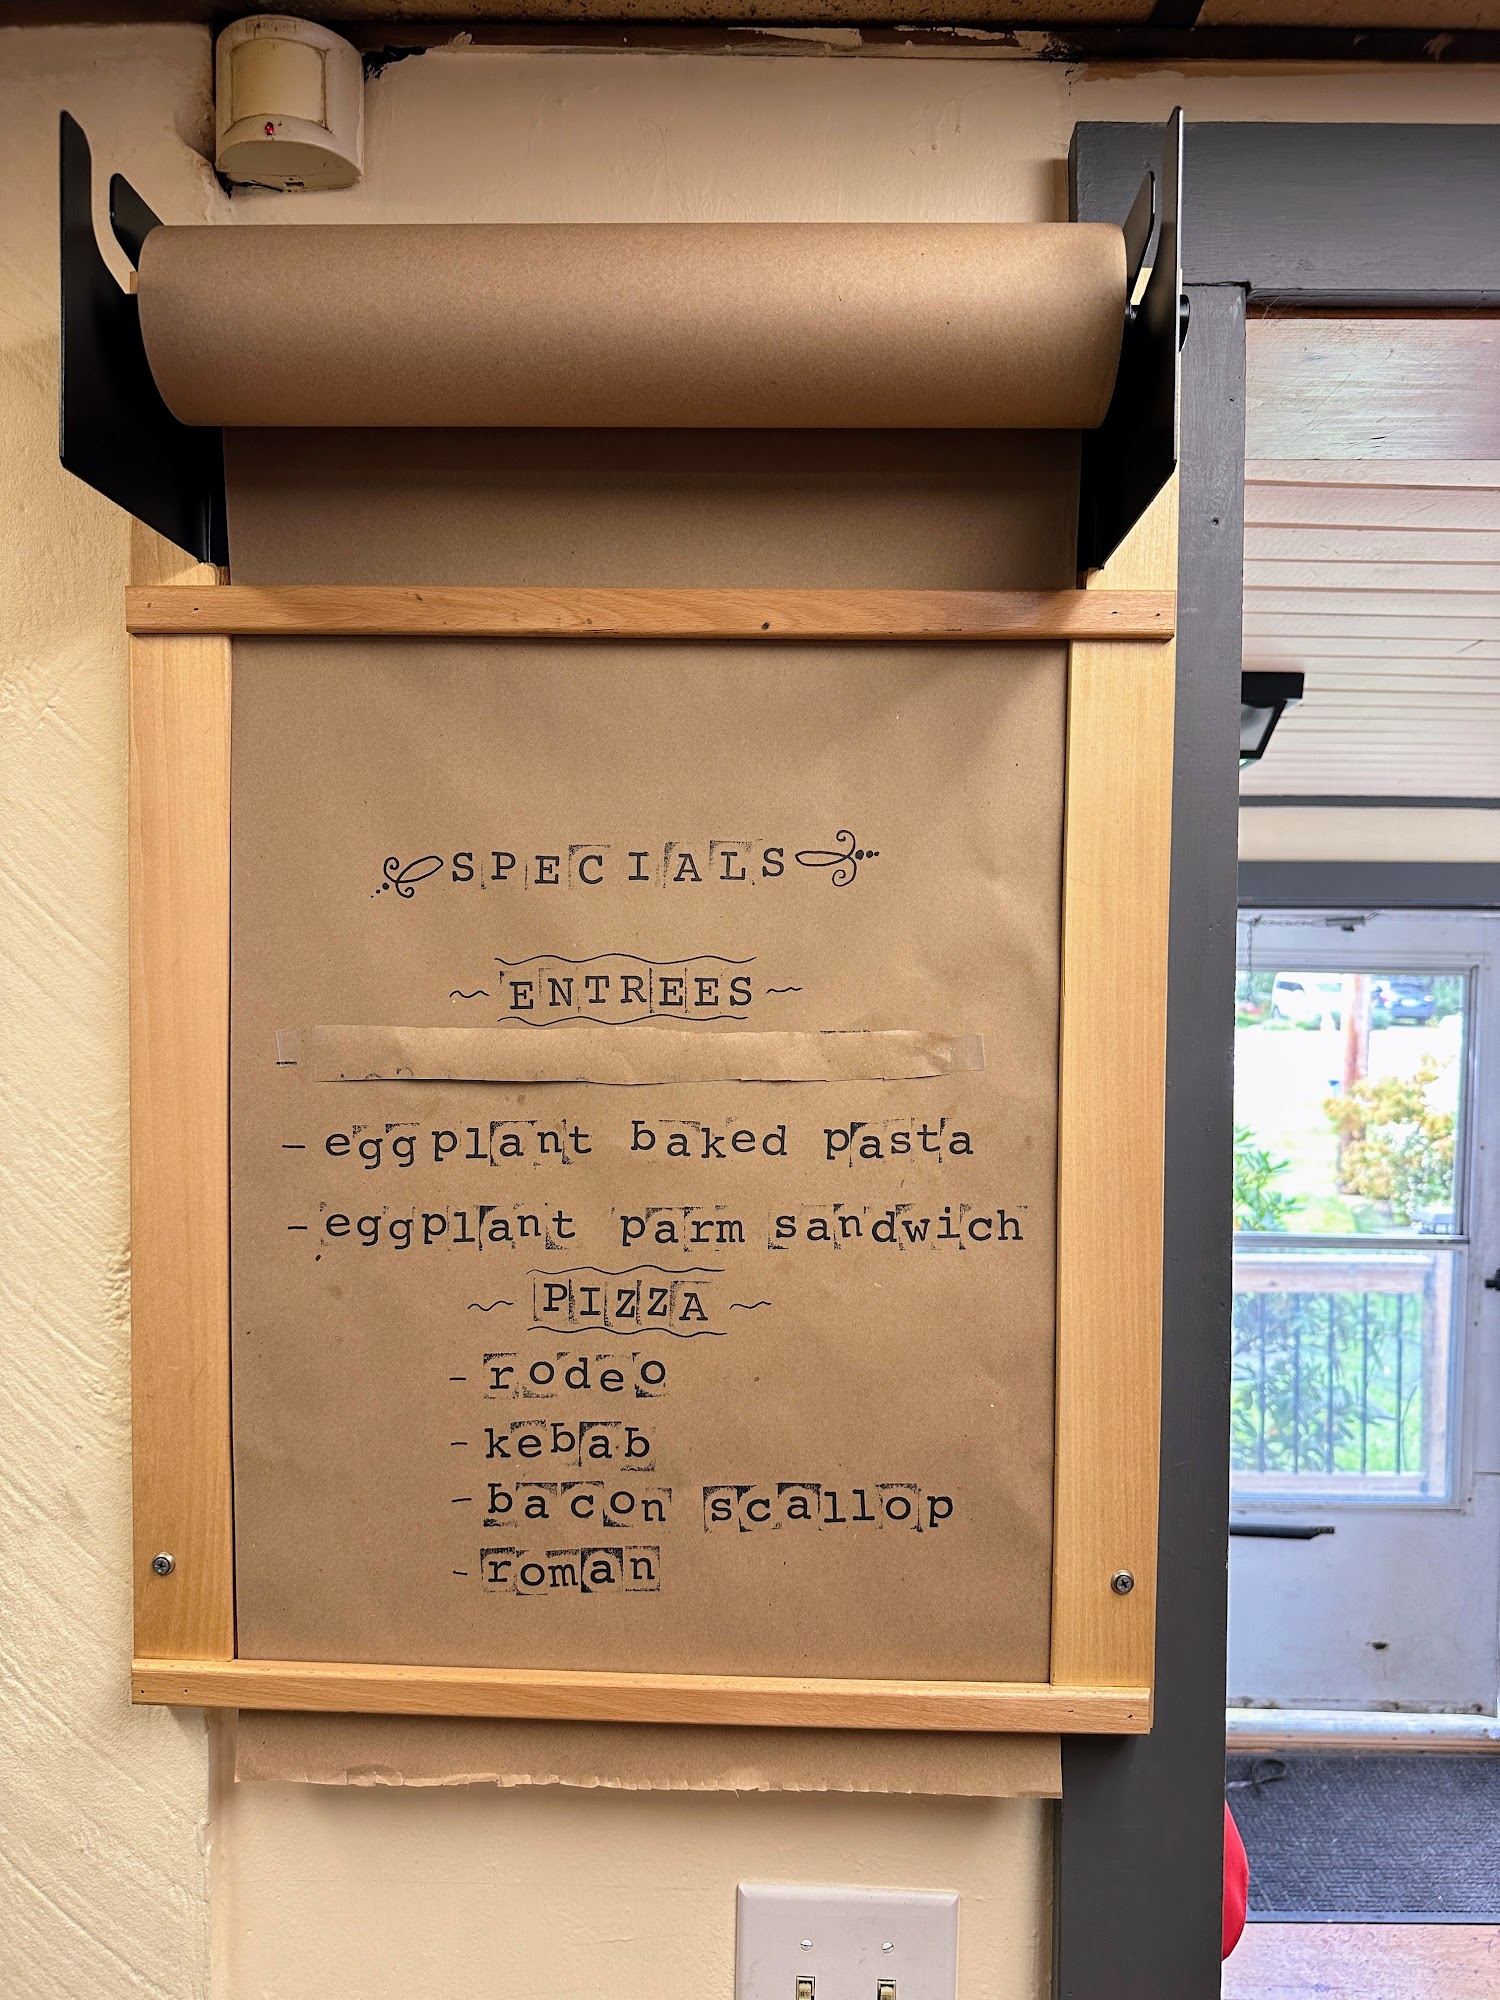 SPECIALS
~ ENTREES ~
- eggplant baked pasta
- eggplant parm sandwich
~ PIZZA ~
- rodeo
- kebab
- bacon scallop
- roman